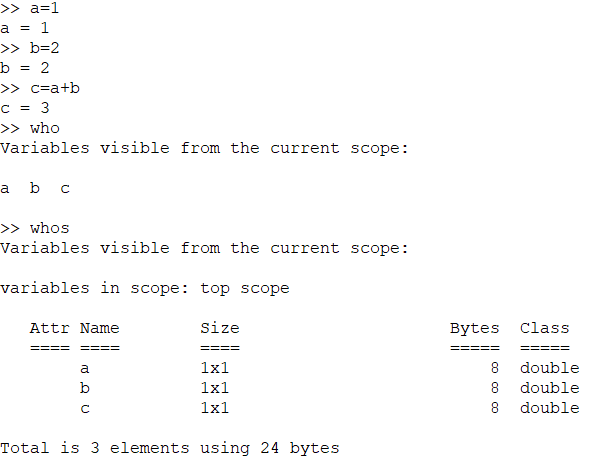 >> a=1
a = 1
>> b=2
b = 2
>> c=a+b
c = 3
>> who
Variables visible from the current scope:

a  b  c

>> whos
Variables visible from the current scope:

variables in scope: top scope

   Attr Name        Size                     Bytes  Class
   ==== ====        ====                     =====  =====
        a           1x1                          8  double
        b           1x1                          8  double
        c           1x1                          8  double

Total is 3 elements using 24 bytes